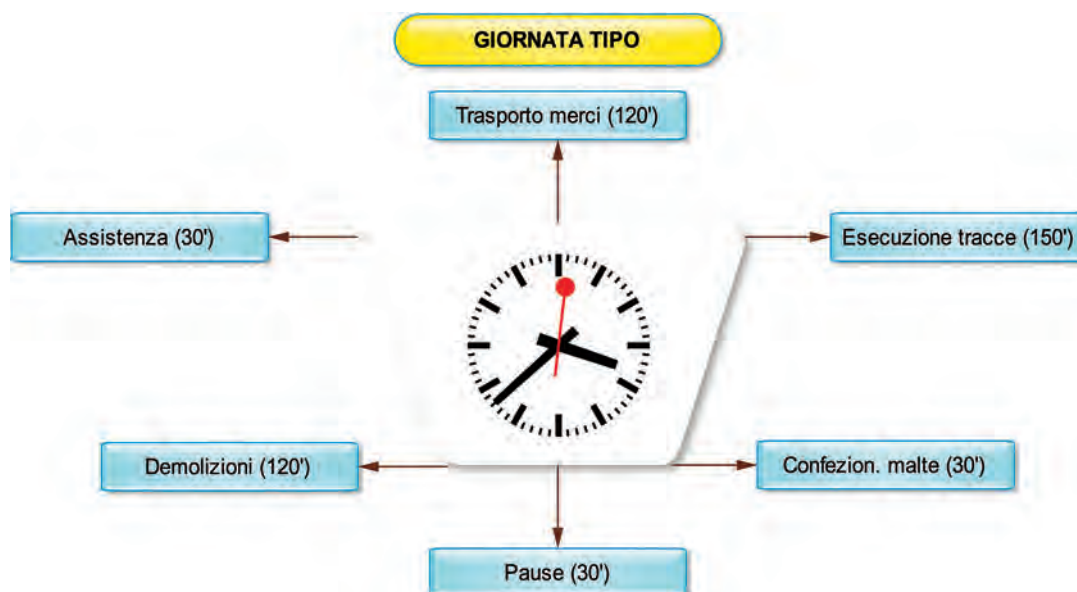 GIORNATA TIPO
Trasporto merci (120')
Assistenza (30')
Esecuzione tracce (150')
Demolizioni (120')
Confezion. malte (30')
Pause (30')